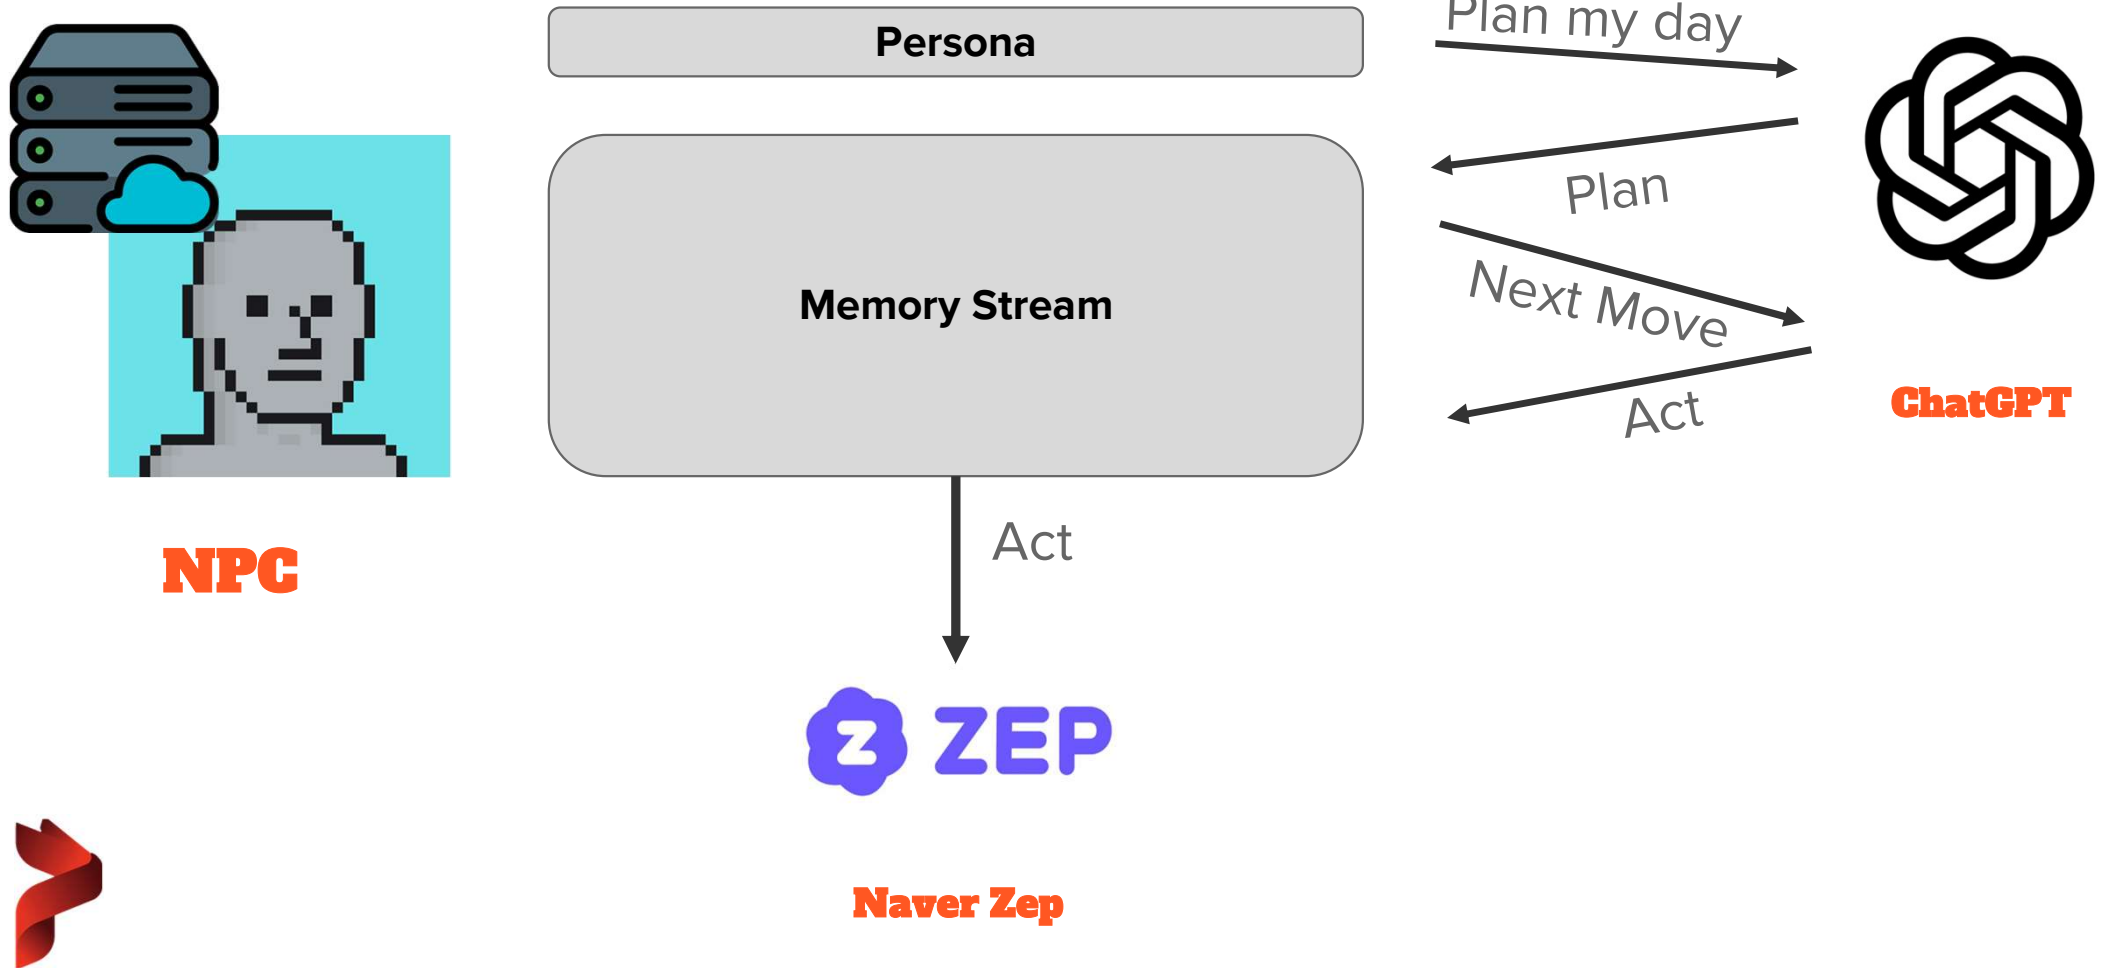 Persona
Plan my day
Plan
Memory Stream
Next Move
Act
ChatGPT
NPC
Act
Z ZEP
Naver Zep